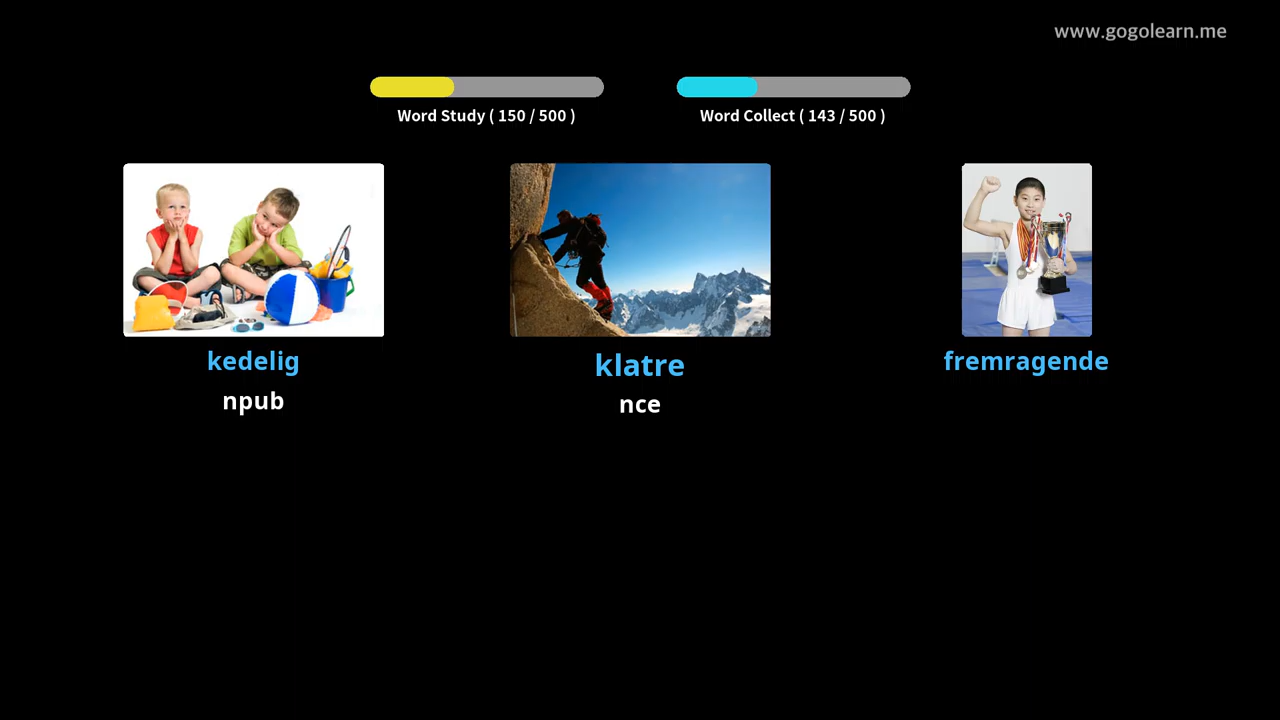 www.gogolearn.me
Word Study ( 150 / 500 )
Word Collect ( 143 / 500 )
kedelig
klatre
fremragende
npub
nce